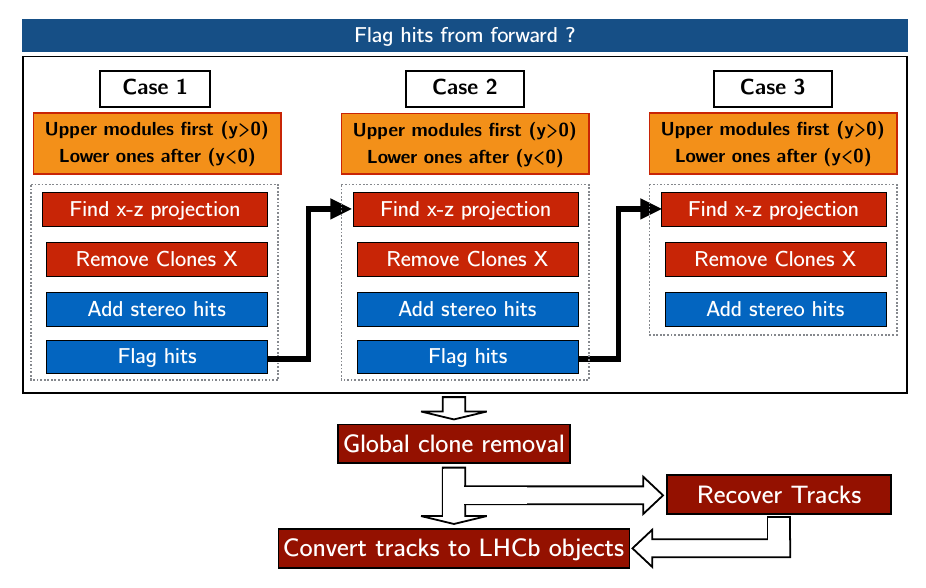 Flag hits from forward ?
Case 1
Upper modules first (y>0)
Lower ones after (y<0)
Find x-z projection
Remove Clones X
Add stereo hits
Flag hits
Case 2
Upper modules first (y>0)
Lower ones after (y<0)
Find x-z projection
Remove Clones X
Add stereo hits
Flag hits
Case 3
Upper modules first (y>0)
Lower ones after (y<0)
Find x-z projection
Remove Clones X
Add stereo hits
Global clone removal
Recover Tracks
Convert tracks to LHCb objects